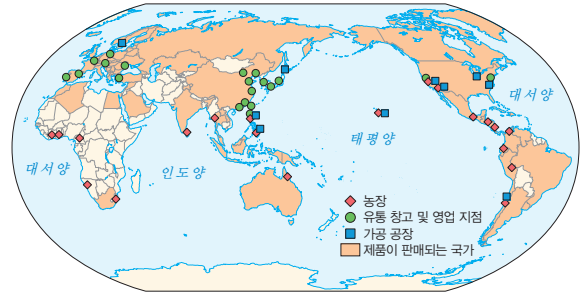 대서양
대서양
인도양
태평양
농장
유통 창고 및 영업 지점
가공 공장
제품이 판매되는 국가